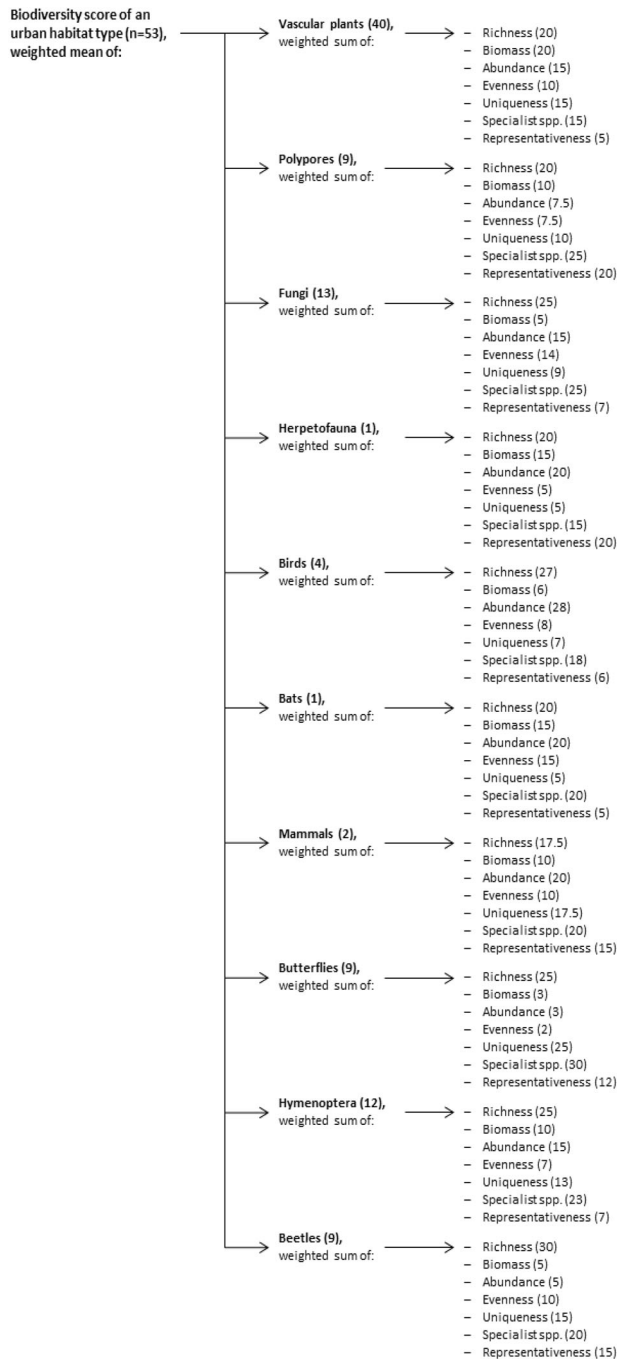 Biodiversity score of an
urban habitat type (n=53),
weighted mean of:
Vascular plants (40),
weighted sum of:
– Richness (20)
– Biomass (20)
– Abundance (15)
– Evenness (10)
– Uniqueness (15)
– Specialist spp. (15)
– Representativeness (5)
Polypores (9),
weighted sum of:
– Richness (20)
– Biomass (10)
– Abundance (7.5)
– Evenness (7.5)
– Uniqueness (10)
– Specialist spp. (25)
– Representativeness (20)
Fungi (13),
weighted sum of:
– Richness (25)
– Biomass (5)
– Abundance (15)
– Evenness (14)
– Uniqueness (9)
– Specialist spp. (25)
– Representativeness (7)
Herpetofauna (1),
weighted sum of:
– Richness (20)
– Biomass (15)
– Abundance (20)
– Evenness (5)
– Uniqueness (5)
– Specialist spp. (15)
– Representativeness (20)
Birds (4),
weighted sum of:
– Richness (27)
– Biomass (6)
– Abundance (28)
– Evenness (8)
– Uniqueness (7)
– Specialist spp. (18)
– Representativeness (6)
Bats (1),
weighted sum of:
– Richness (20)
– Biomass (15)
– Abundance (20)
– Evenness (15)
– Uniqueness (5)
– Specialist spp. (20)
– Representativeness (5)
Mammals (2),
weighted sum of:
– Richness (17.5)
– Biomass (10)
– Abundance (20)
– Evenness (10)
– Uniqueness (17.5)
– Specialist spp. (20)
– Representativeness (15)
Butterflies (9),
weighted sum of:
– Richness (25)
– Biomass (3)
– Abundance (3)
– Evenness (2)
– Uniqueness (25)
– Specialist spp. (30)
– Representativeness (12)
Hymenoptera (12),
weighted sum of:
– Richness (25)
– Biomass (10)
– Abundance (15)
– Evenness (7)
– Uniqueness (13)
– Specialist spp. (23)
– Representativeness (7)
Beetles (9),
weighted sum of:
– Richness (30)
– Biomass (5)
– Abundance (5)
– Evenness (10)
– Uniqueness (15)
– Specialist spp. (20)
– Representativeness (15)